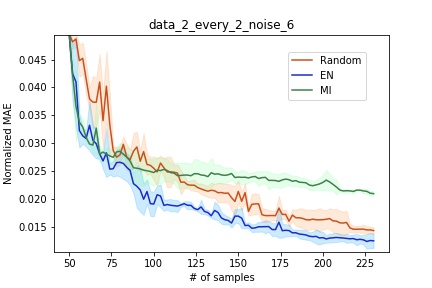 data_2_every_2_noise_6
Normalized MAE
0.045
0.040
0.035
0.030
0.025
0.020
0.015
Random
EN
MI
50 75 100 125 150 175 200 225
# of samples